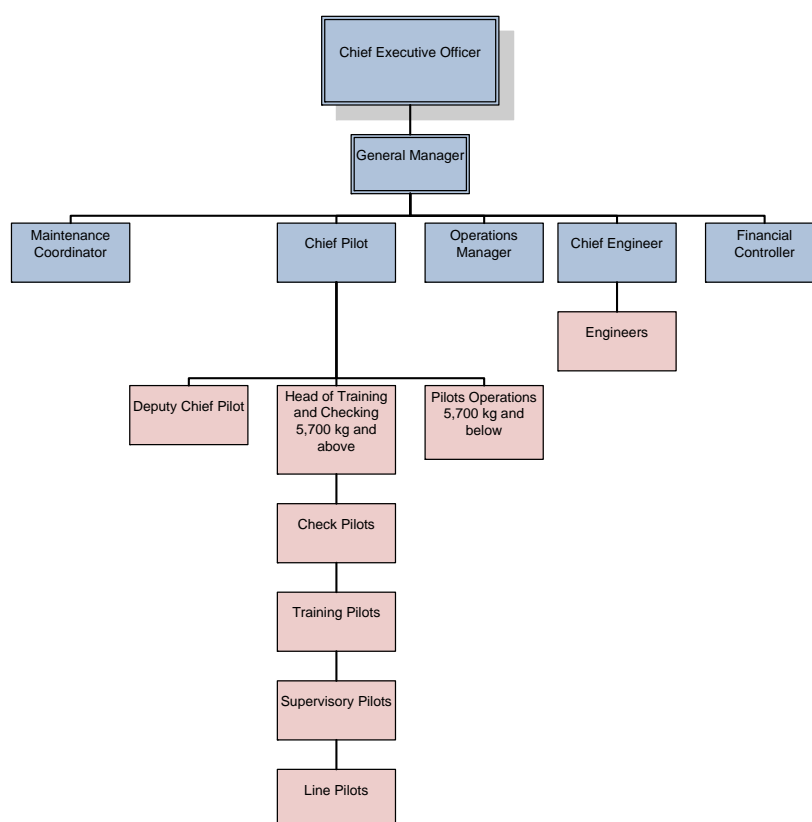 Chief Executive Officer
General Manager
Maintenance
Coordinator
Chief Pilot
Operations
Manager
Chief Engineer
Financial
Controller
Engineers
Deputy Chief Pilot
Head of Training
and Checking
5,700 kg and
above
Pilots Operations
5,700 kg and
below
Check Pilots
Training Pilots
Supervisory Pilots
Line Pilots